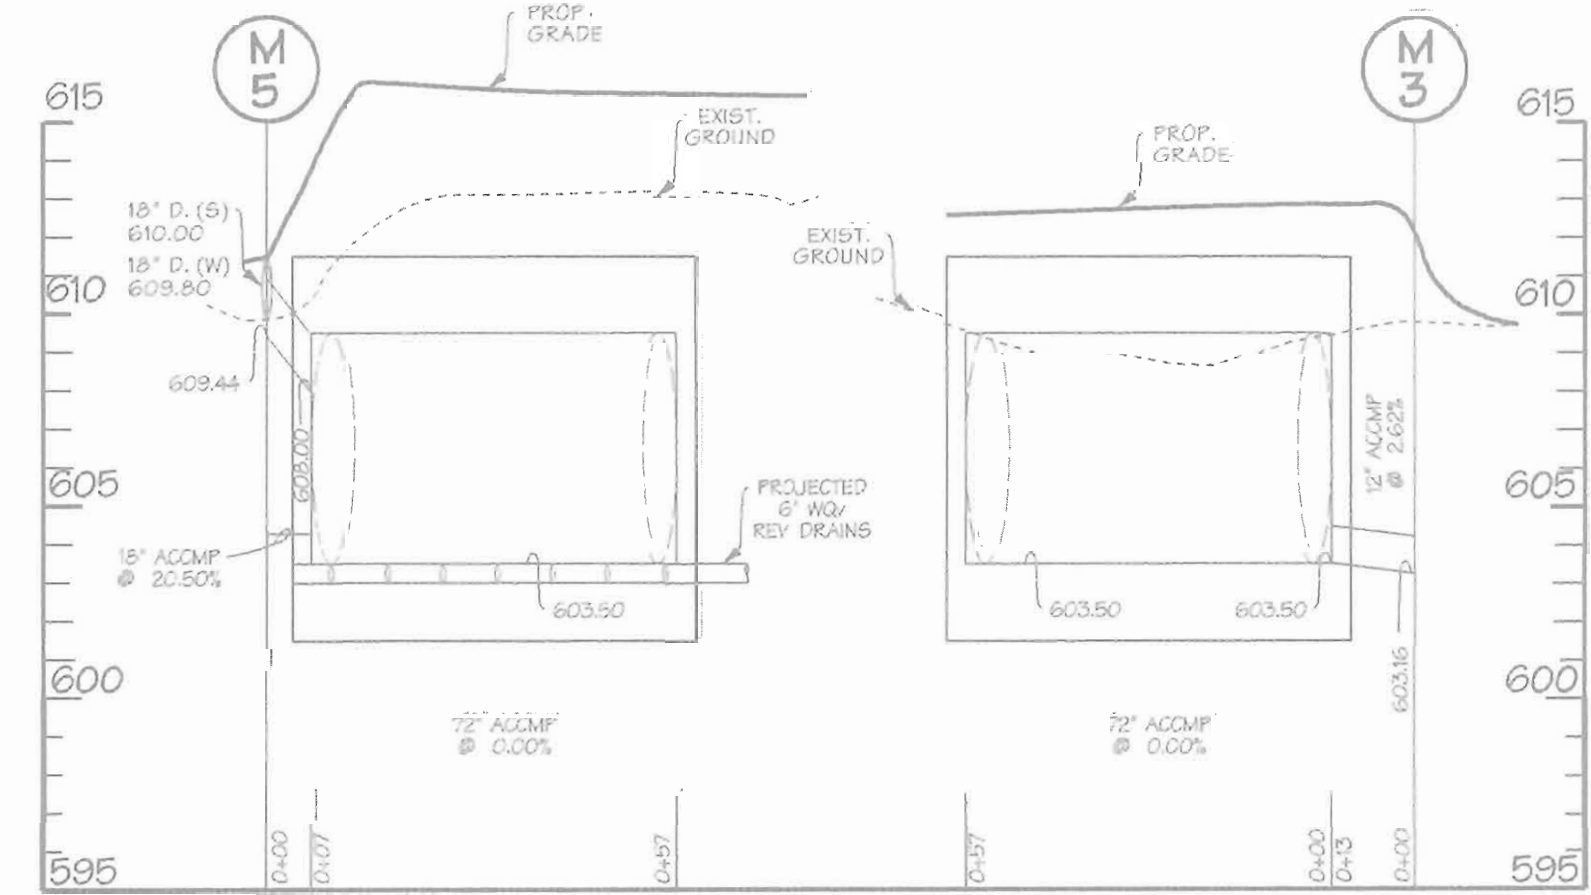 PROP.
GRADE
M
5
M
3
615
615
EXIST.
GROUND
PROP.
GRADE
18" D. (S)
610.00
18" D. (W)
609.80
EXIST.
GROUND
610
610
609.44
608.00
12" ACCMP
@ 2.62%
605
605
PROJECTED
6" WQ/
REV DRAINS
18" ACCMP
@ 20.50%
603.50
603.50
603.50
603.16
600
600
72" ACCMP
@ 0.00%
72" ACCMP
@ 0.00%
595
0+00
0+07
0+57
0+57
0+00
0+13
0+00
595